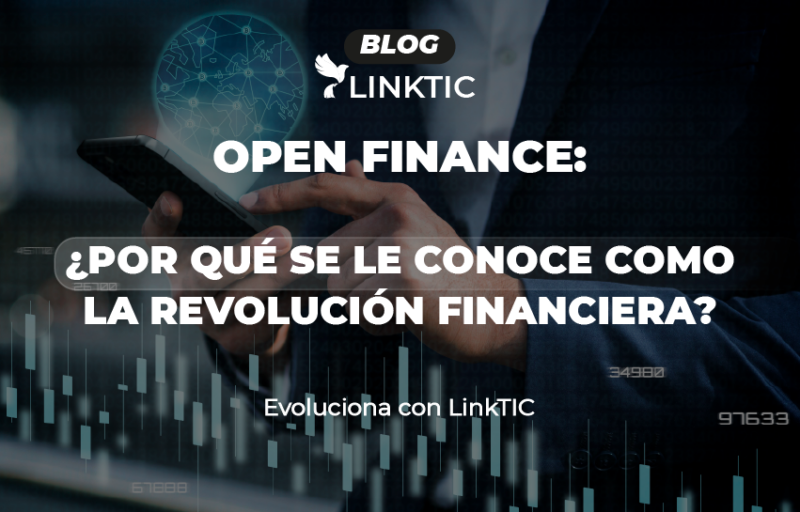 BLOG
LINKTIC
OPEN FINANCE:
¿POR QUÉ SE LE CONOCE COMO
LA REVOLUCIÓN FINANCIERA?
34980
Evoluciona con LinkTIC
97633